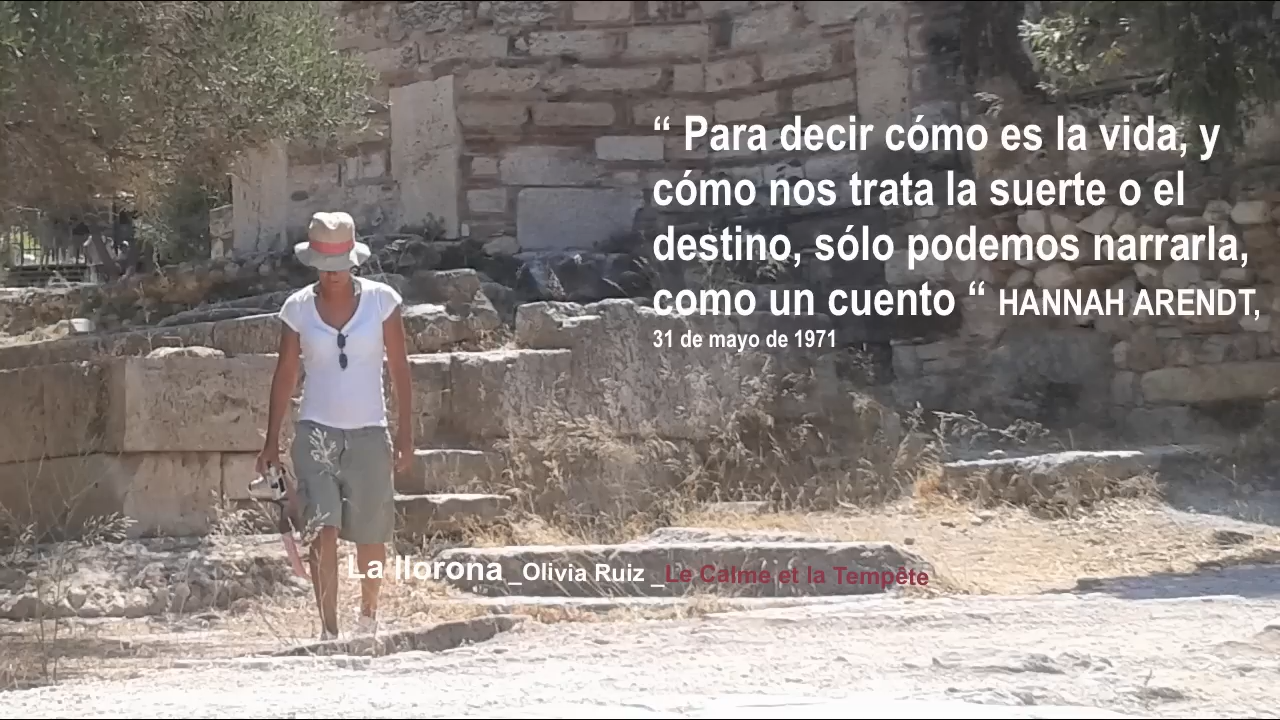 “ Para decir cómo es la vida, y
cómo nos trata la suerte o el
destino, sólo podemos narrarla,
como un cuento “ HANNAH ARENDT,
31 de mayo de 1971
La llorona _Olivia Ruiz _Le Calme et la Tempête